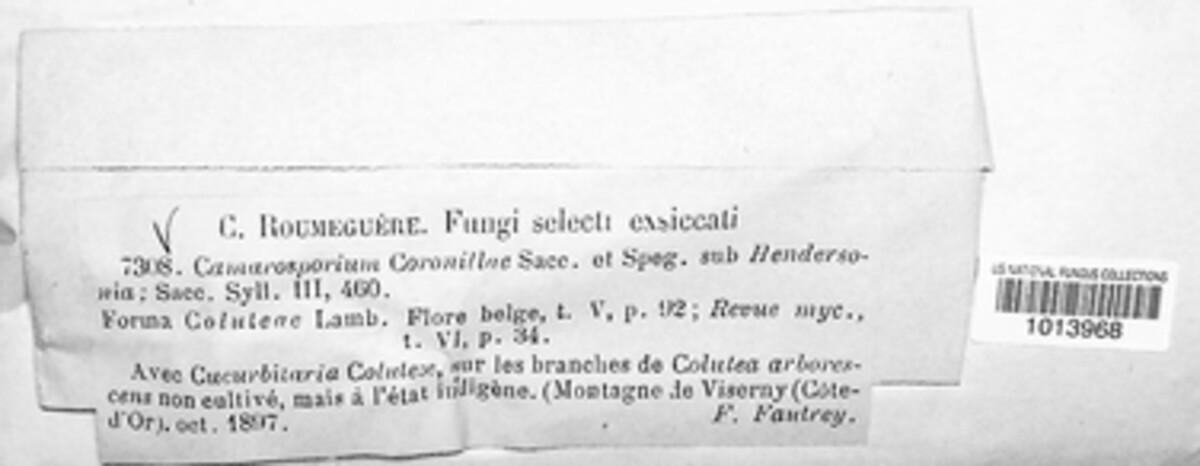 C. ROUMEGUÈRE. Fungi selecti exsiccati
7308. Camarosporium Coronillae Sacc. et Speg. sub Henderso-
nia; Sacc. Syll. III, 460.
Forma Coluteae Lamb. Flore belge, t. V, p. 92; Revue myc.,
t. VI, p. 34.
Avec Cucurbitaria Coluteæ, sur les branches de Colutea arbores-
cens non cultivé, mais à l'état indigène. (Montagne de Viserny (Côte-
d'Or). oct. 1897. F. Fautrey.
US NATIONAL FUNGUS COLLECTIONS
1013968